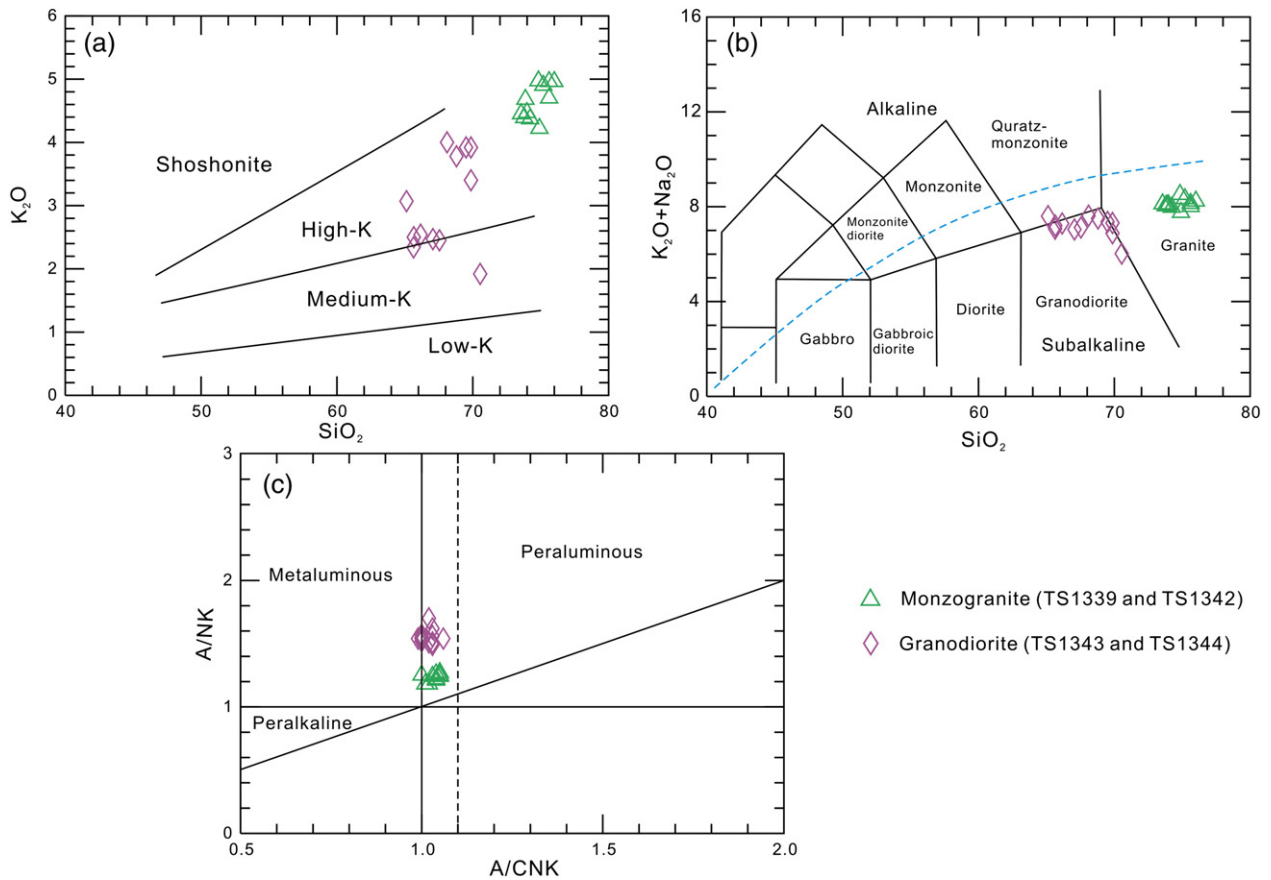 (a)
K₂O
6
5
4
3
2
1
0
Shoshonite
High-K
Medium-K
Low-K
40
50
60
70
80
SiO₂
(b)
K₂O+Na₂O
16
12
8
4
0
Alkaline
Quratz-
monzonite
Monzonite
Monzonite
diorite
Granite
Gabbro
Gabbroic
diorite
Diorite
Granodiorite
Subalkaline
40
50
60
70
80
SiO₂
(c)
A/NK
3
2
1
0
Metaluminous
Peraluminous
Peralkaline
0.5
1.0
1.5
2.0
A/CNK
Monzogranite (TS1339 and TS1342)
Granodiorite (TS1343 and TS1344)